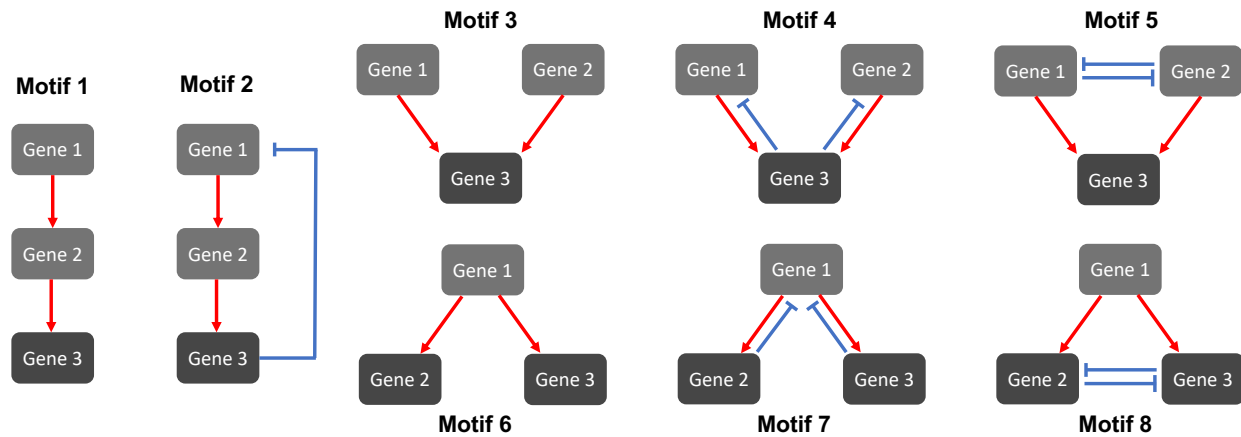 Motif 1
Gene 1
Gene 2
Gene 3
Motif 2
Gene 1
Gene 2
Gene 3
Motif 3
Gene 1
Gene 2
Gene 3
Motif 4
Gene 1
Gene 2
Gene 3
Motif 5
Gene 1
Gene 2
Gene 3
Gene 1
Gene 2
Gene 3
Motif 6
Gene 1
Gene 2
Gene 3
Motif 7
Gene 1
Gene 2
Gene 3
Motif 8